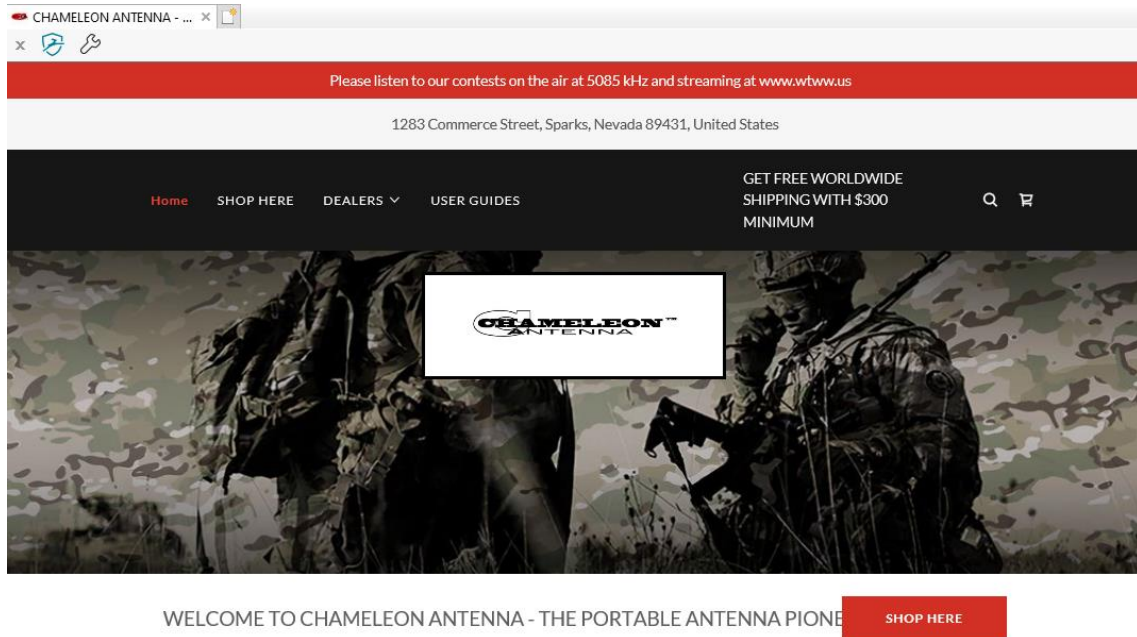 CHAMELEON ANTENNA - ...
Please listen to our contests on the air at 5085 kHz and streaming at www.wtww.us
1283 Commerce Street, Sparks, Nevada 89431, United States
Home SHOP HERE DEALERS USER GUIDES
GET FREE WORLDWIDE
SHIPPING WITH $300
MINIMUM
CHAMELEON™
ANTENNA
WELCOME TO CHAMELEON ANTENNA - THE PORTABLE ANTENNA PIONE
SHOP HERE